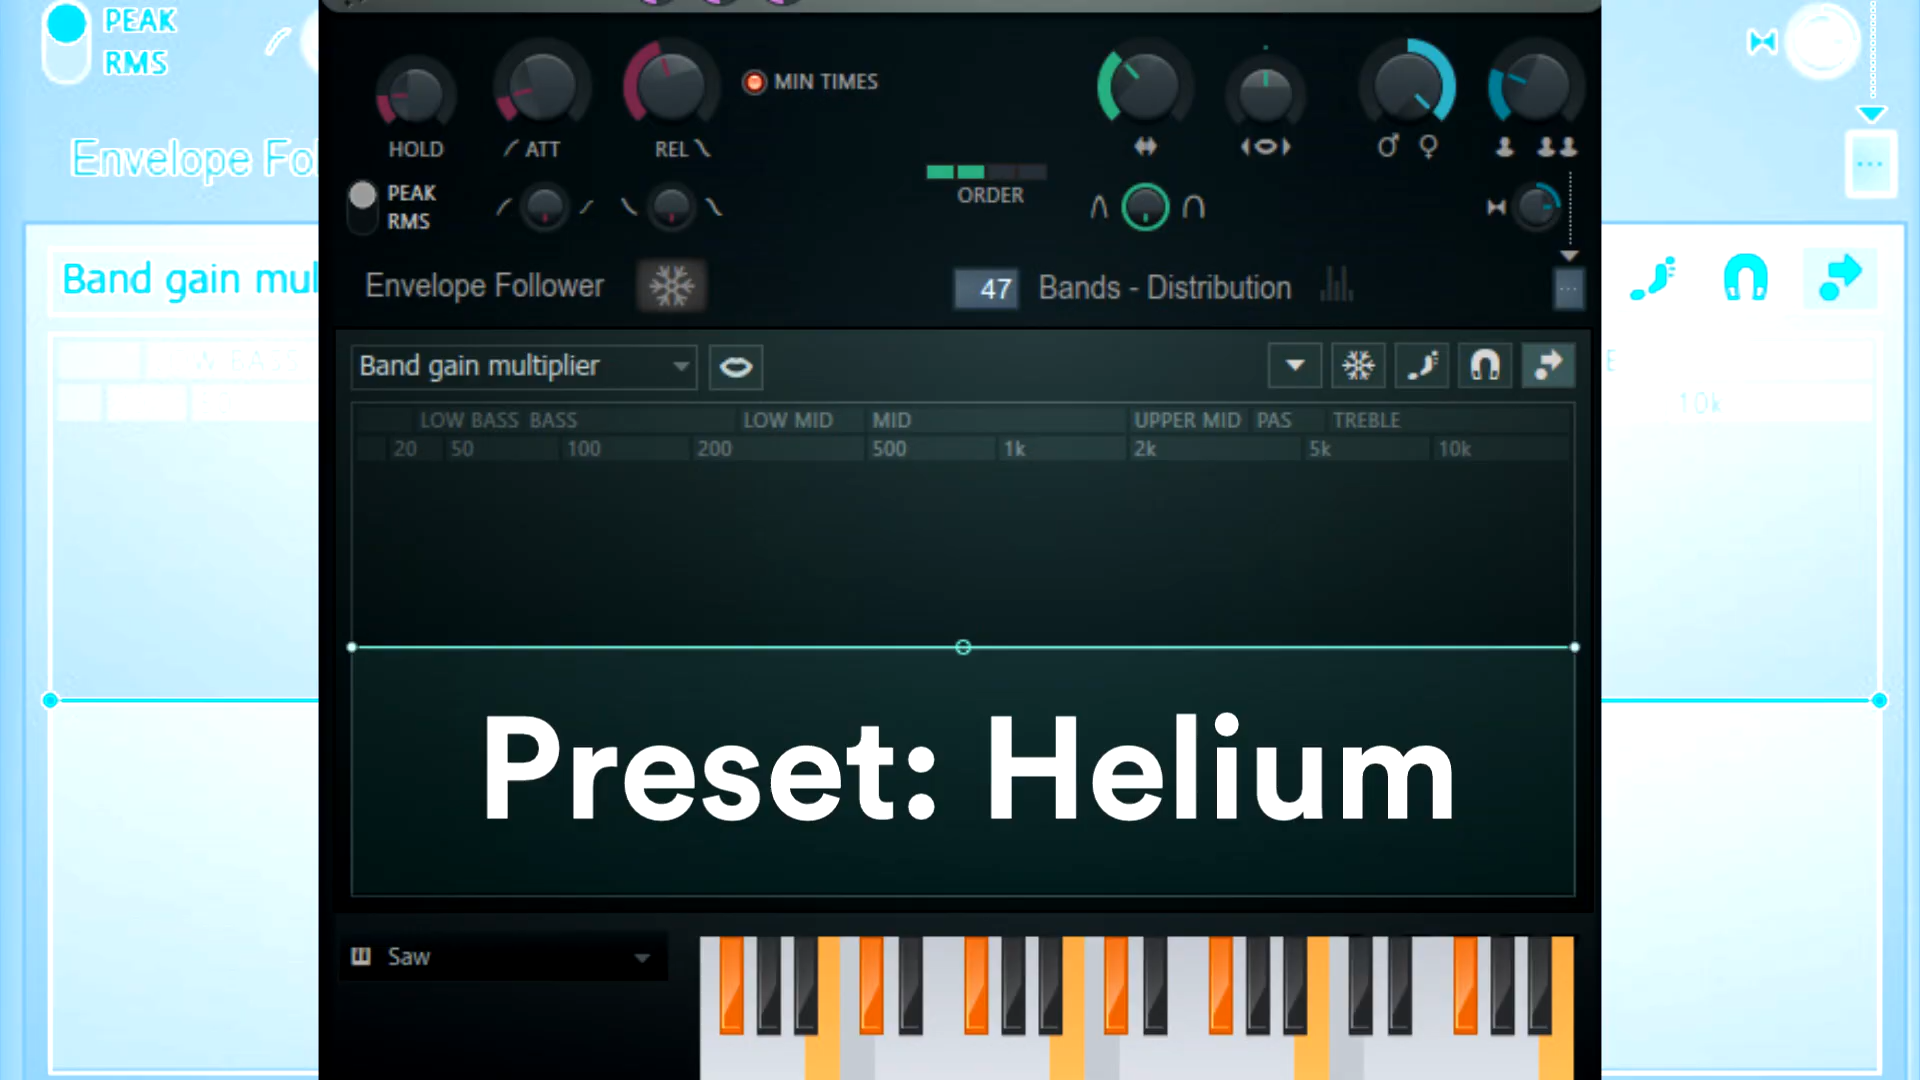 PEAK
RMS
Envelope Fol
Band gain mul
HOLD
ATT
REL
MIN TIMES
PEAK
RMS
ORDER
Envelope Follower
47 Bands - Distribution
Band gain multiplier
LOW BASS BASS LOW MID MID UPPER MID PAS TREBLE
20 50 100 200 500 1k 2k 5k 10k
10k
Preset: Helium
Saw